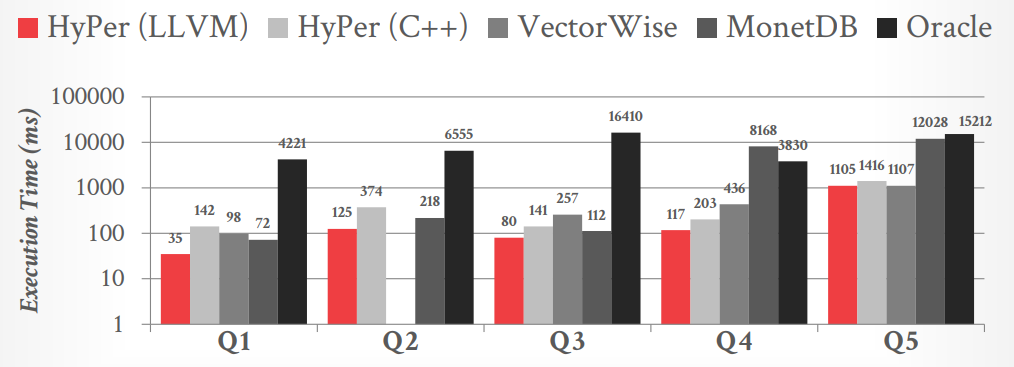 HyPer (LLVM) HyPer (C++) VectorWise MonetDB Oracle
Execution Time (ms)
100000
10000
1000
100
10
1
35 142 98 72 4221
125 374 218 6555
80 141 257 112 16410
117 203 436 8168 3830
1105 1416 1107 12028 15212
Q1 Q2 Q3 Q4 Q5